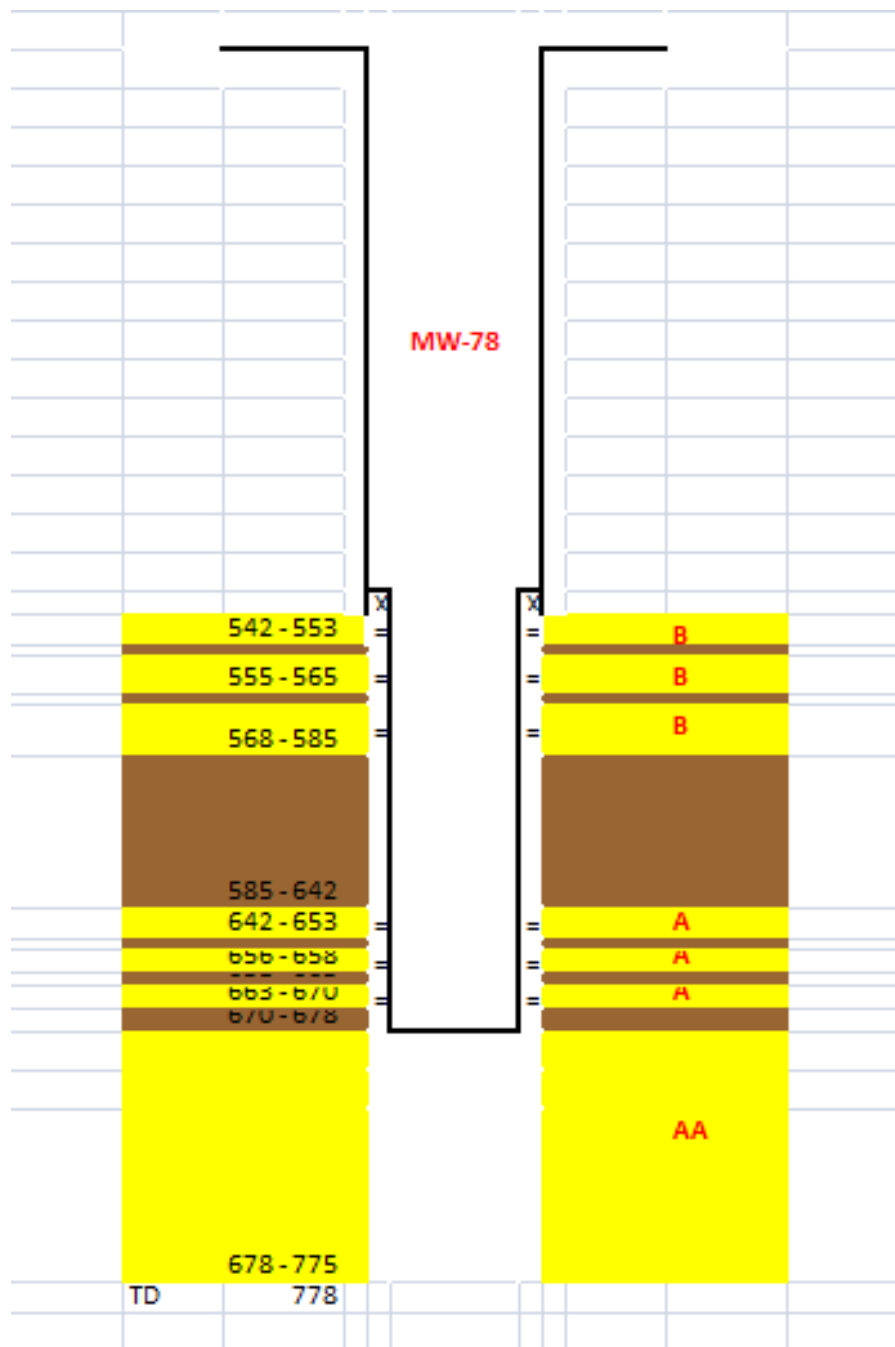 MW-78
X X
542 - 553 = = B
555 - 565 = = B
568 - 585 = = B
585 - 642
642 - 653 = = A
656 - 658 = = A
663 - 670 = = A
670 - 678
AA
678 - 775
TD 778